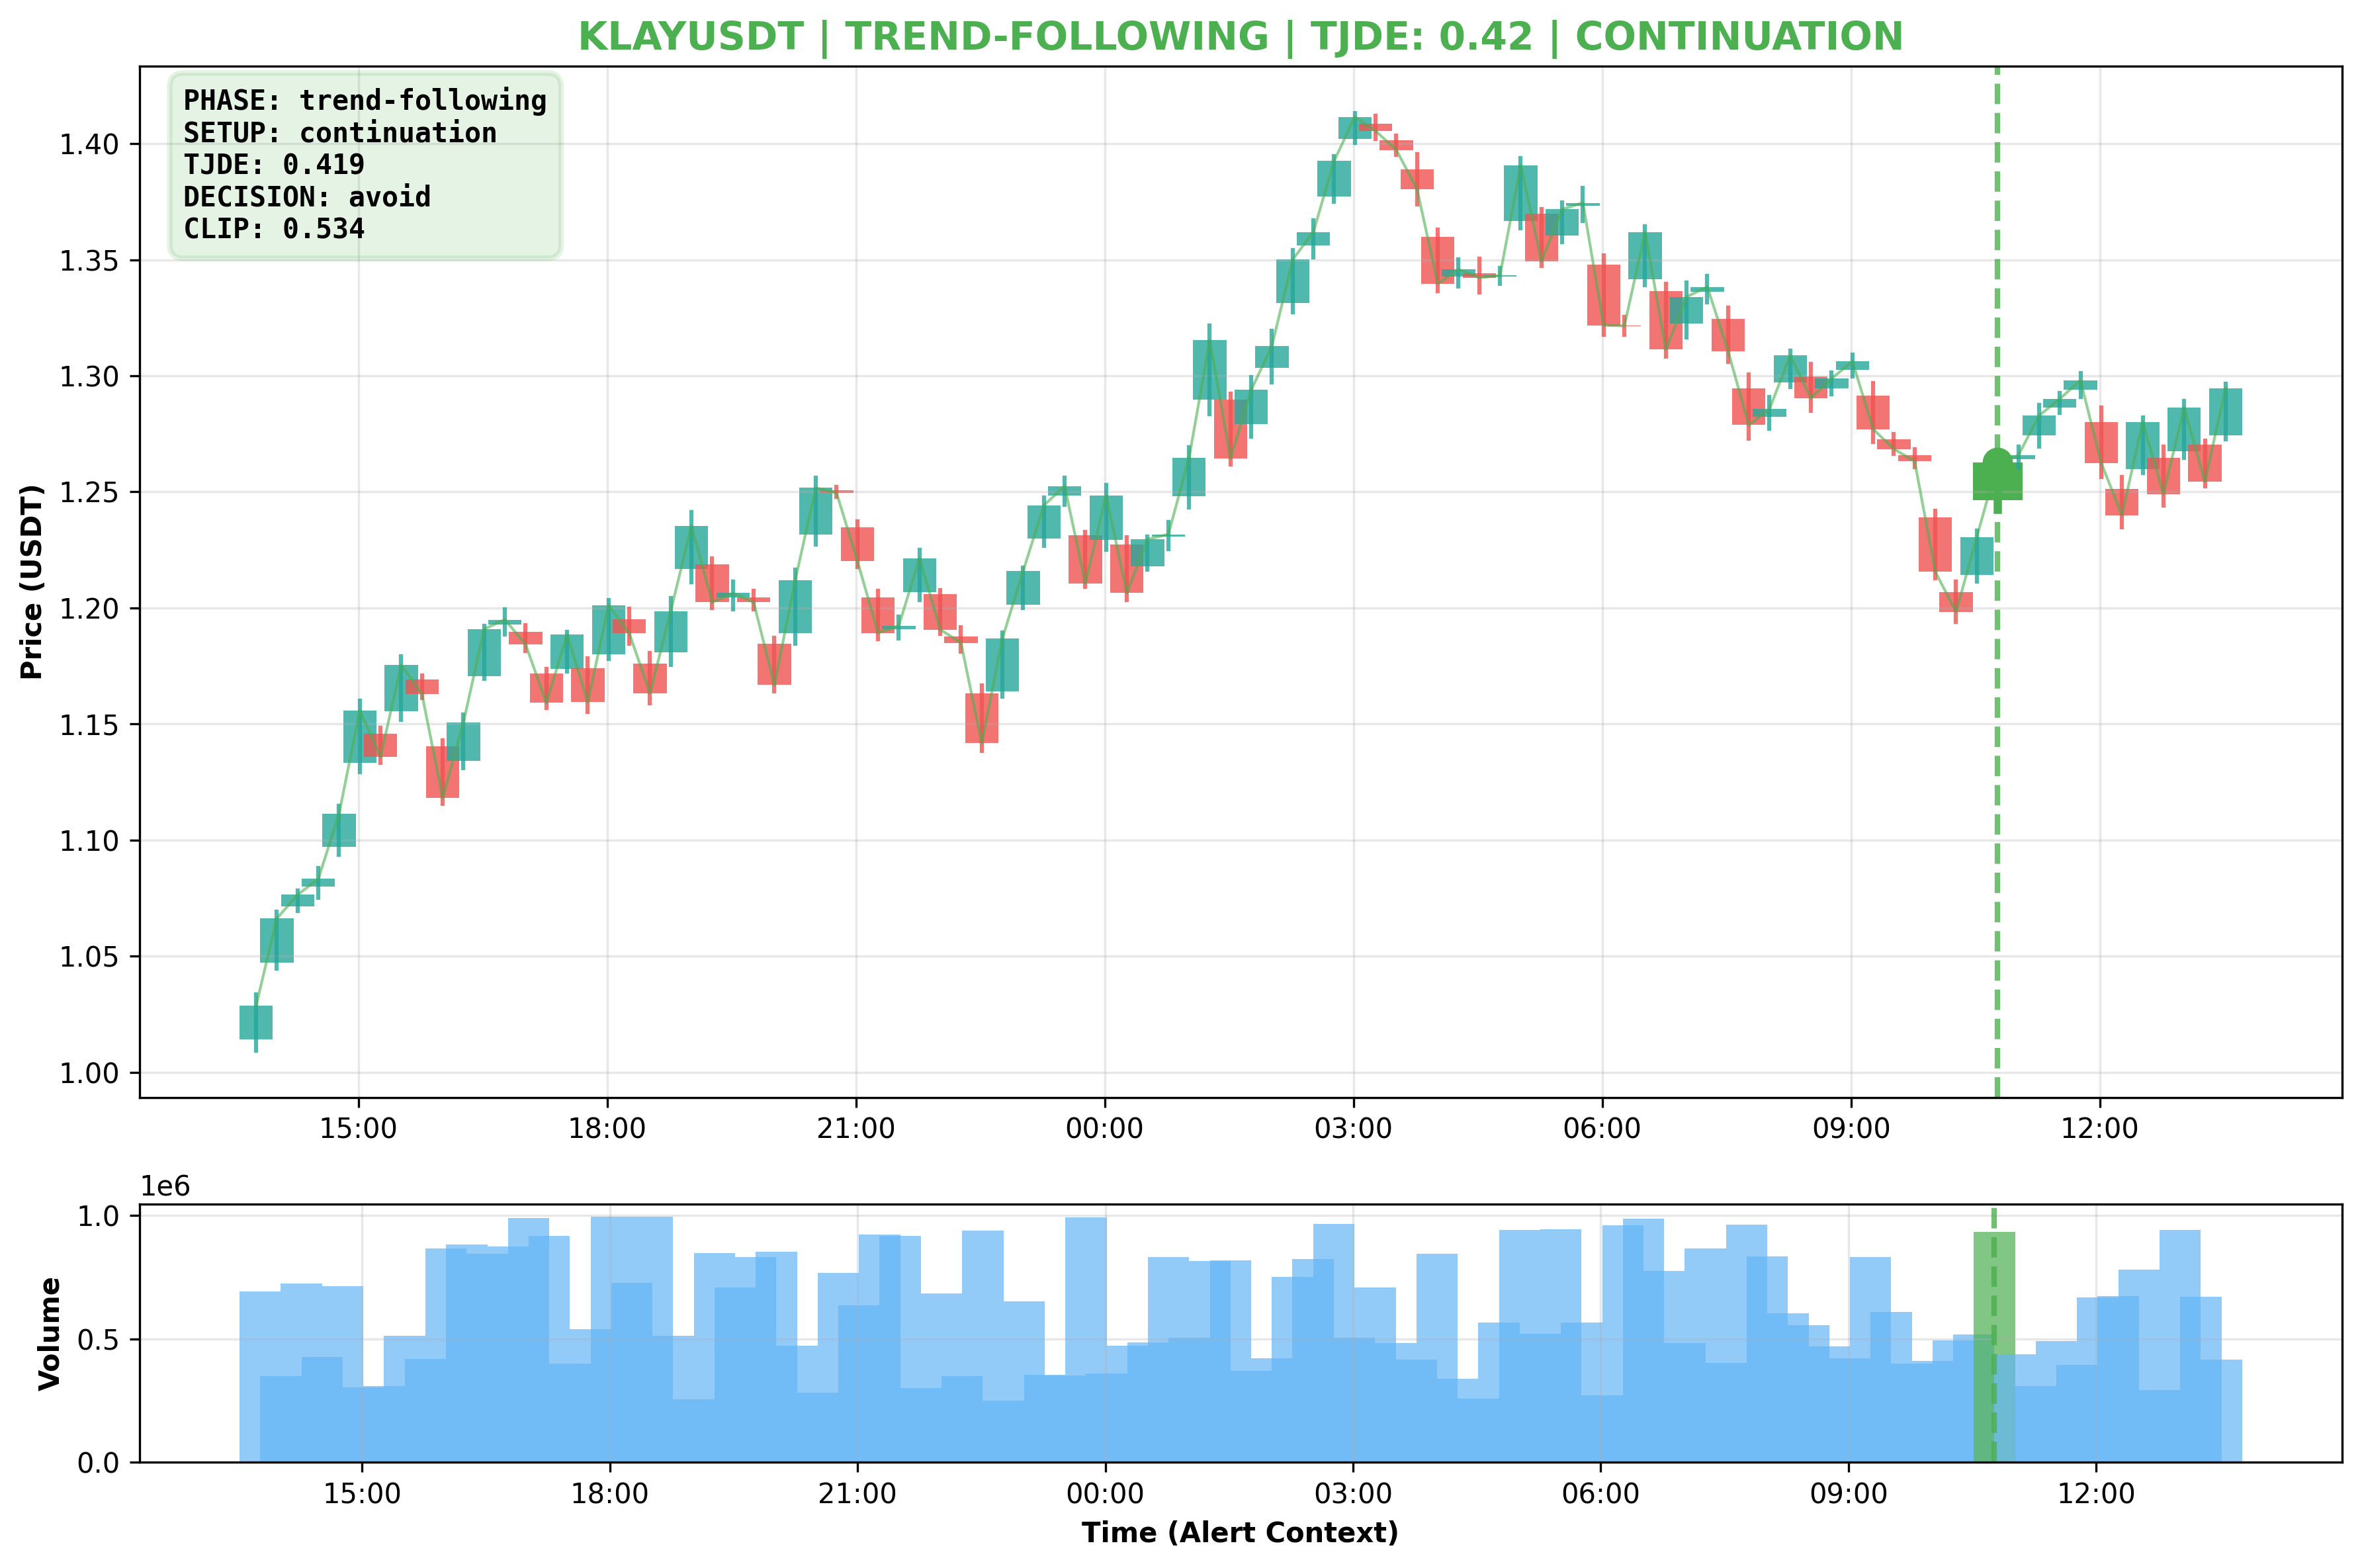 KLAYUSDT | TREND-FOLLOWING | TJDE: 0.42 | CONTINUATION
PHASE: trend-following
SETUP: continuation
TJDE: 0.419
DECISION: avoid
CLIP: 0.534
Price (USDT)
1.40
1.35
1.30
1.25
1.20
1.15
1.10
1.05
1.00
15:00 18:00 21:00 00:00 03:00 06:00 09:00 12:00
1e6
Volume
1.0
0.5
0.0
15:00 18:00 21:00 00:00 03:00 06:00 09:00 12:00
Time (Alert Context)